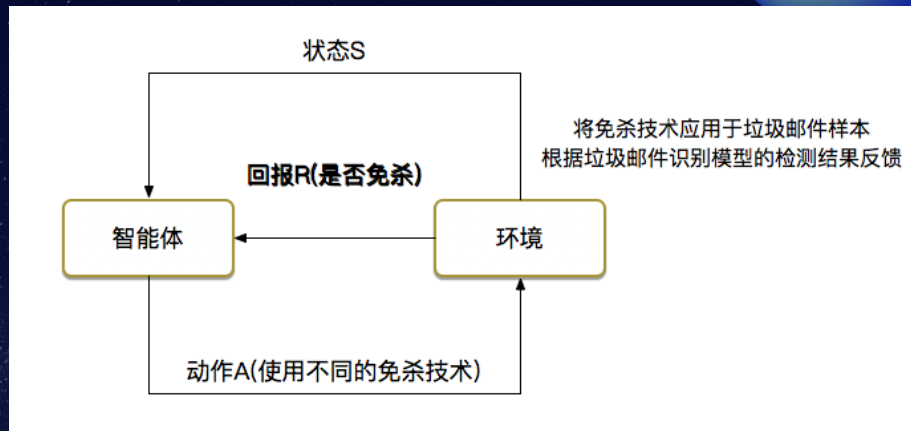 状态S
将免杀技术应用于垃圾邮件样本
根据垃圾邮件识别模型的检测结果反馈
回报R(是否免杀)
智能体
环境
动作A(使用不同的免杀技术)